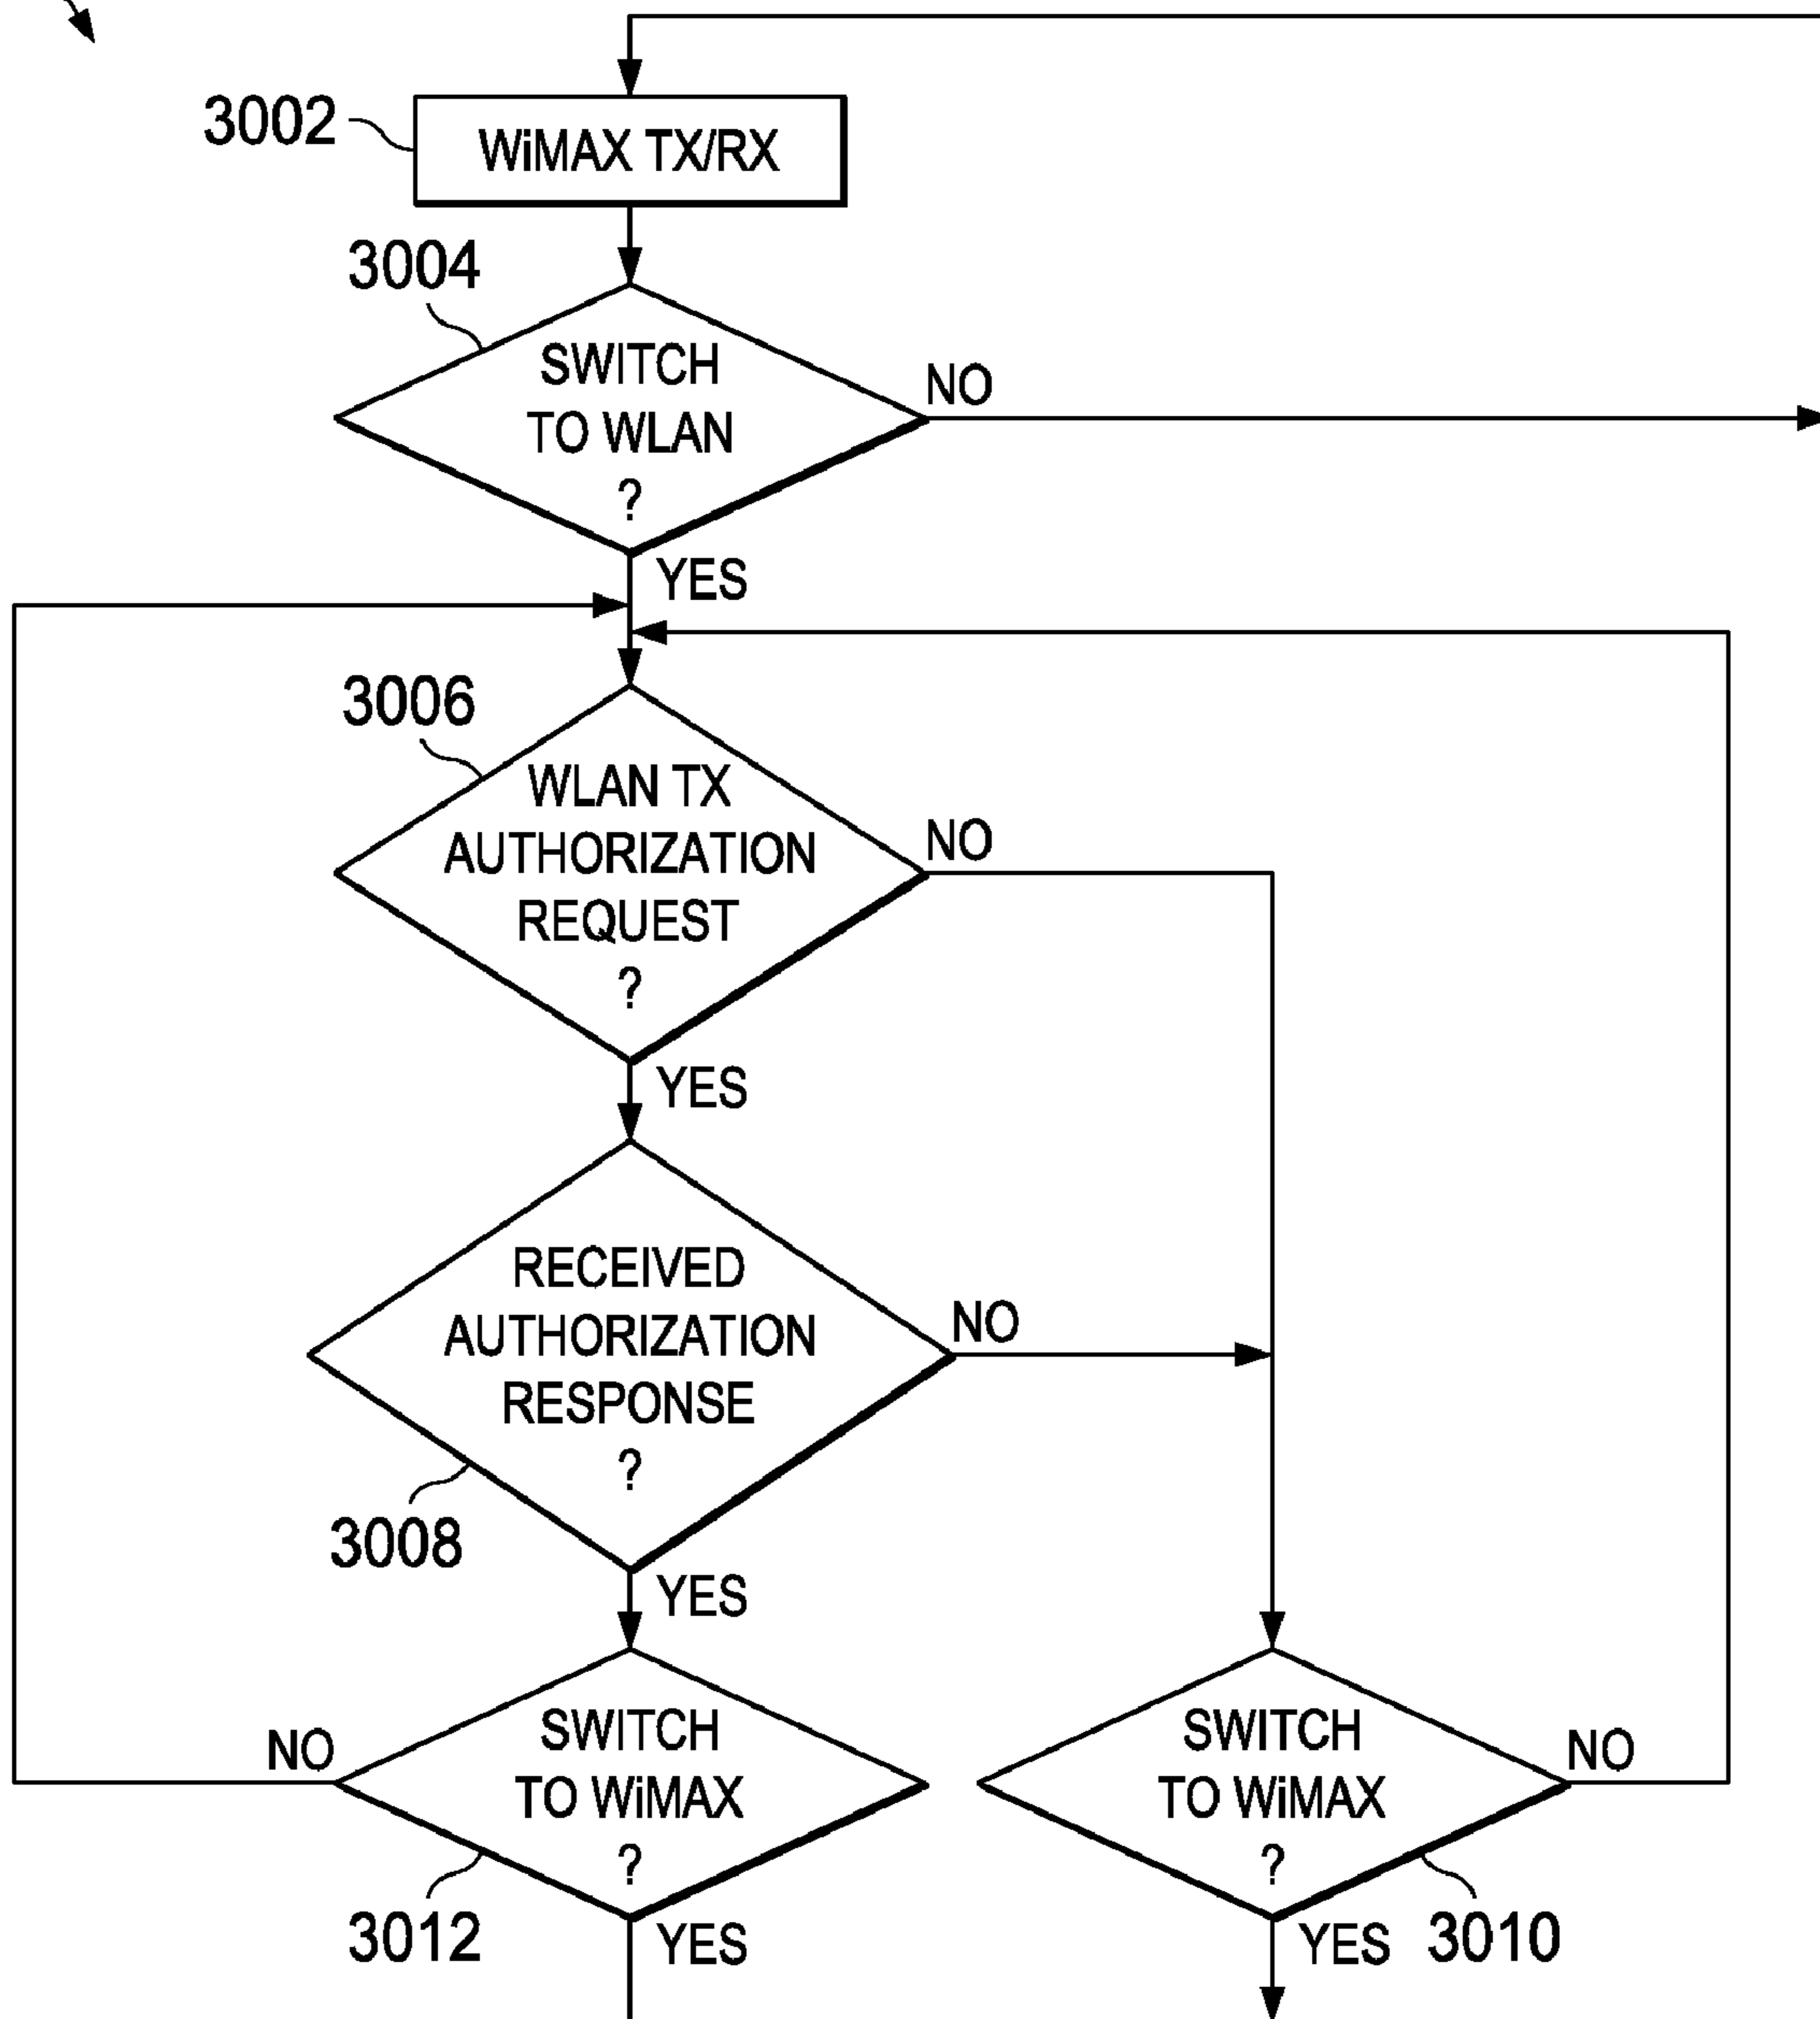 3002
WiMAX TX/RX
3004
SWITCH
TO WLAN
?
NO
YES
3006
WLAN TX
AUTHORIZATION
REQUEST
?
NO
YES
RECEIVED
AUTHORIZATION
RESPONSE
?
NO
3008
YES
SWITCH
TO WiMAX
?
NO
3012
YES
SWITCH
TO WiMAX
?
NO
YES
3010